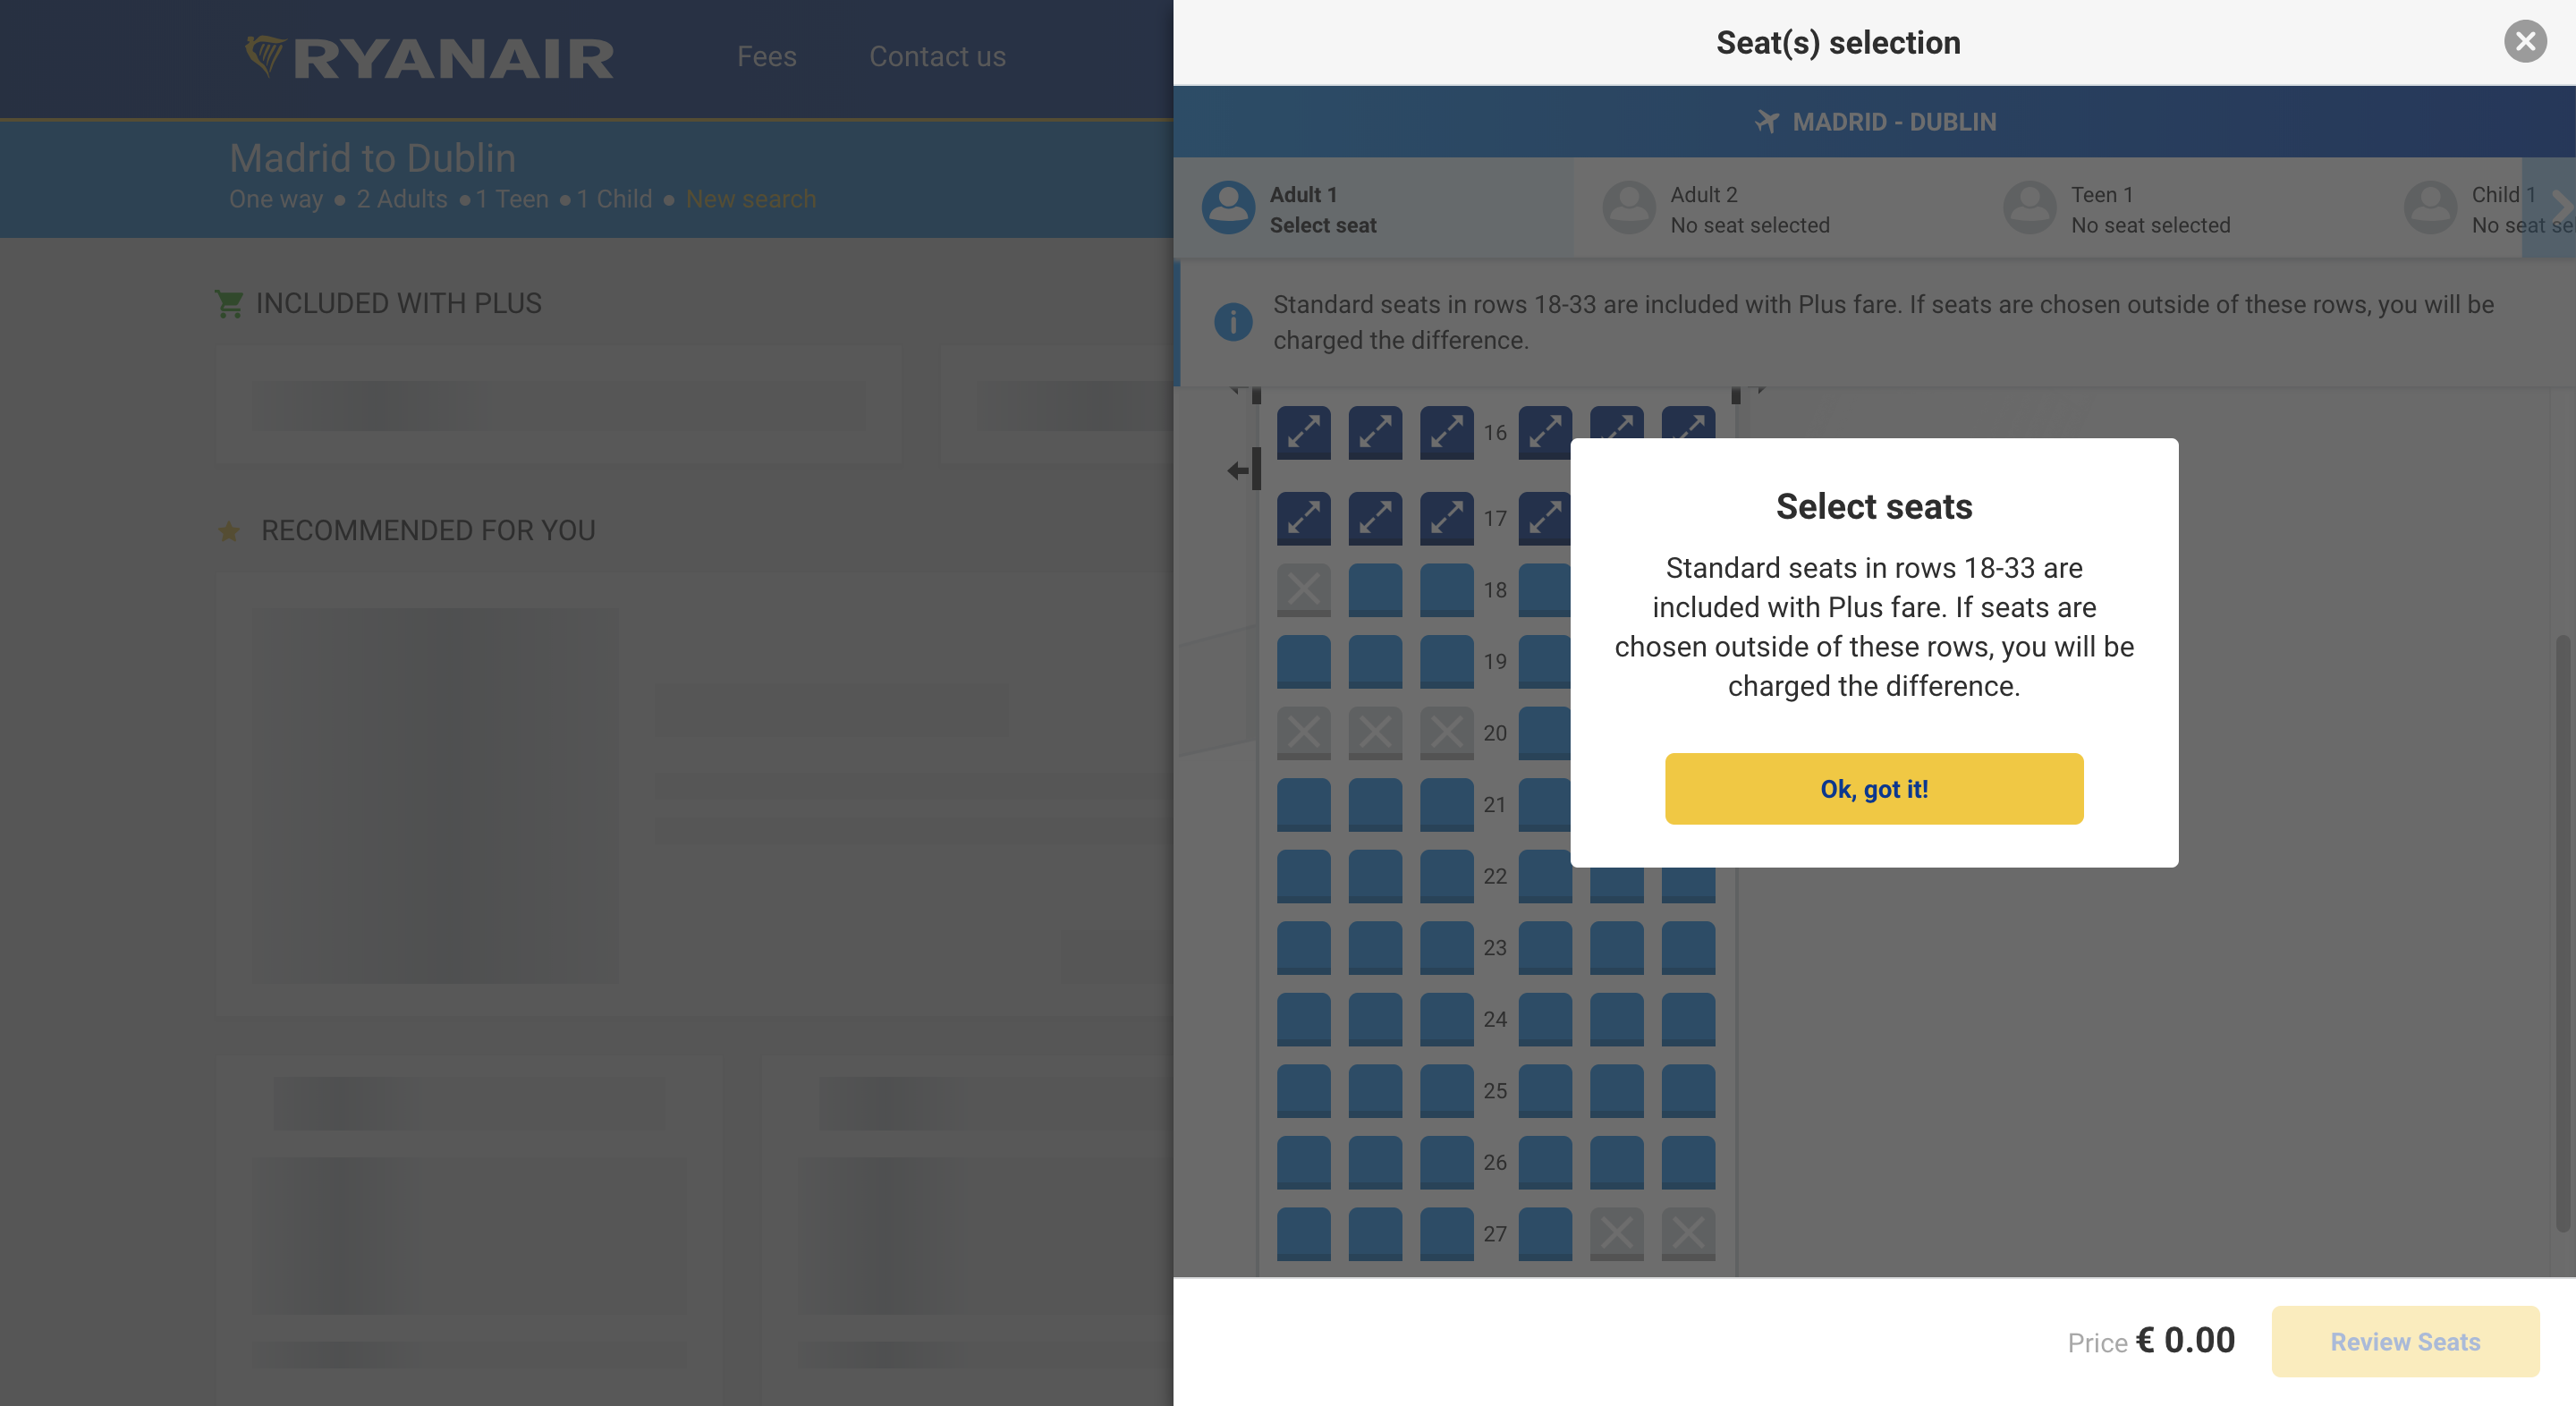 RYANAIR
Fees
Contact us
Madrid to Dublin
One way • 2 Adults • 1 Teen • 1 Child • New search
INCLUDED WITH PLUS
RECOMMENDED FOR YOU
Seat(s) selection
MADRID - DUBLIN
Adult 1
Select seat
Adult 2
No seat selected
Teen 1
No seat selected
Child 1
No seat se
Standard seats in rows 18-33 are included with Plus fare. If seats are chosen outside of these rows, you will be
charged the difference.
16
17
18
19
20
21
22
23
24
25
26
27
Select seats
Standard seats in rows 18-33 are
included with Plus fare. If seats are
chosen outside of these rows, you will be
charged the difference.
Ok, got it!
Price € 0.00
Review Seats